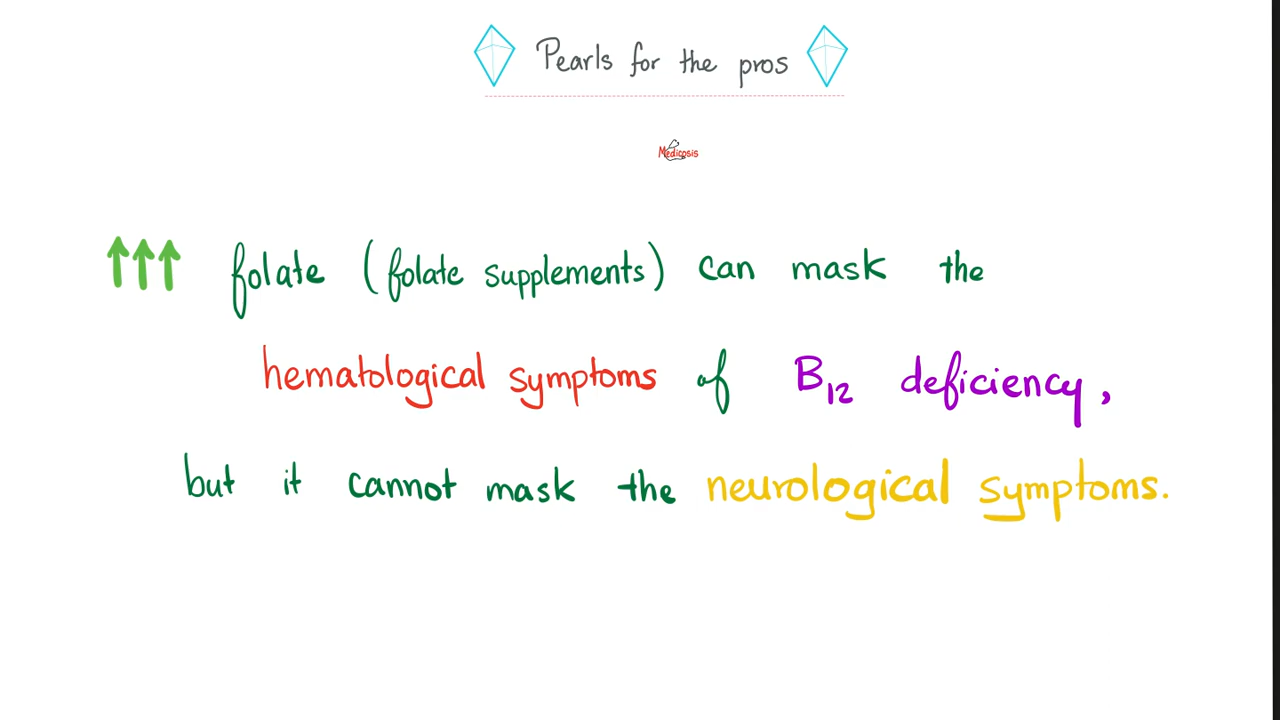 Pearls for the pros
Medicosis
↑↑↑ folate (folate supplements) can mask the
hematological symptoms of B12 deficiency,
but it cannot mask the neurological symptoms.